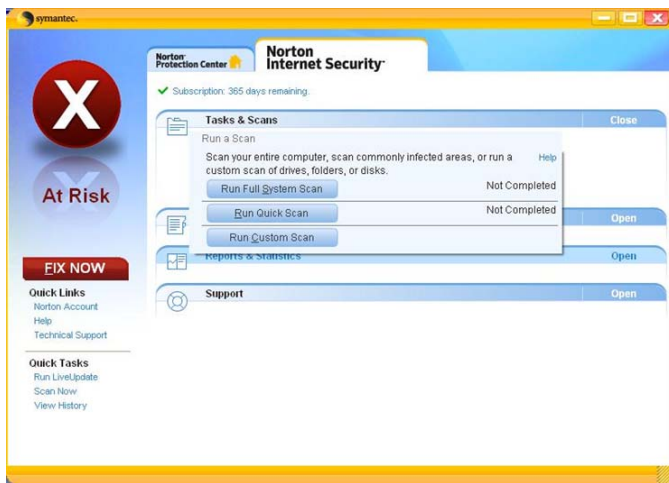 symantec.
Norton
Protection Center
Norton
Internet Security
Subscription: 365 days remaining.
X
At Risk
FIX NOW
Quick Links
Norton Account
Help
Technical Support
Quick Tasks
Run LiveUpdate
Scan Now
View History
Tasks & Scans
Close
Run a Scan
Scan your entire computer, scan commonly infected areas, or run a
custom scan of drives, folders, or disks.
Help
Run Full System Scan
Not Completed
Run Quick Scan
Not Completed
Run Custom Scan
Open
Reports & Statistics
Open
Support
Open